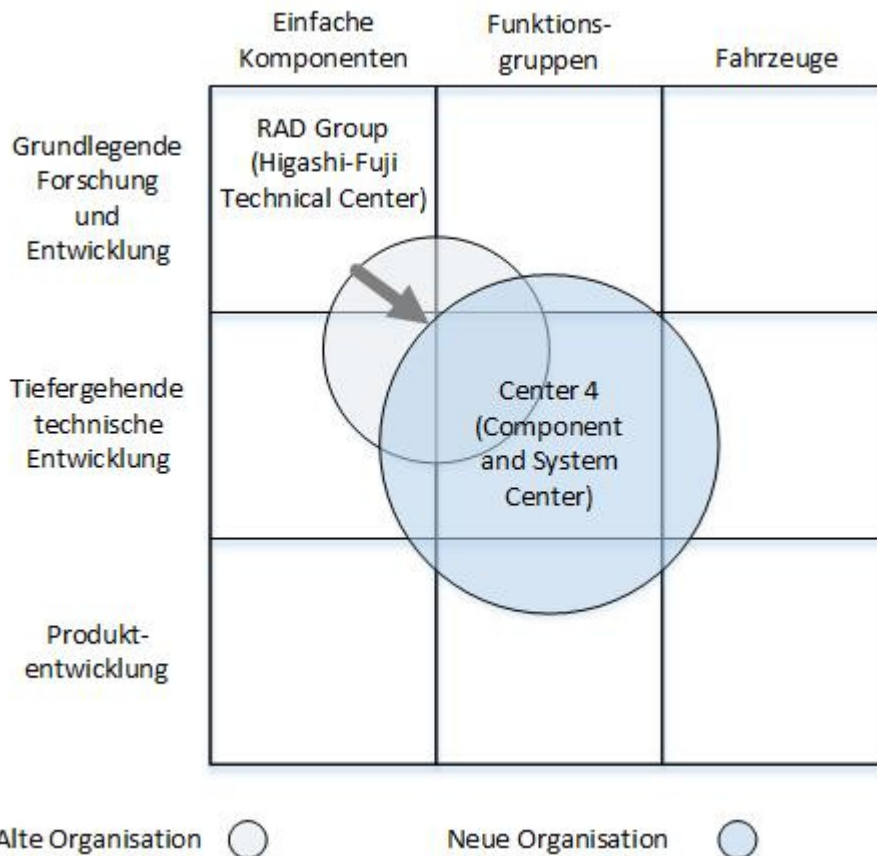 Einfache
Komponenten
Funktions-
gruppen
Fahrzeuge
Grundlegende
Forschung
und
Entwicklung
RAD Group
(Higashi-Fuji
Technical Center)
Tiefergehende
technische
Entwicklung
Center 4
(Component
and System
Center)
Produkt-
entwicklung
Alte Organisation
Neue Organisation